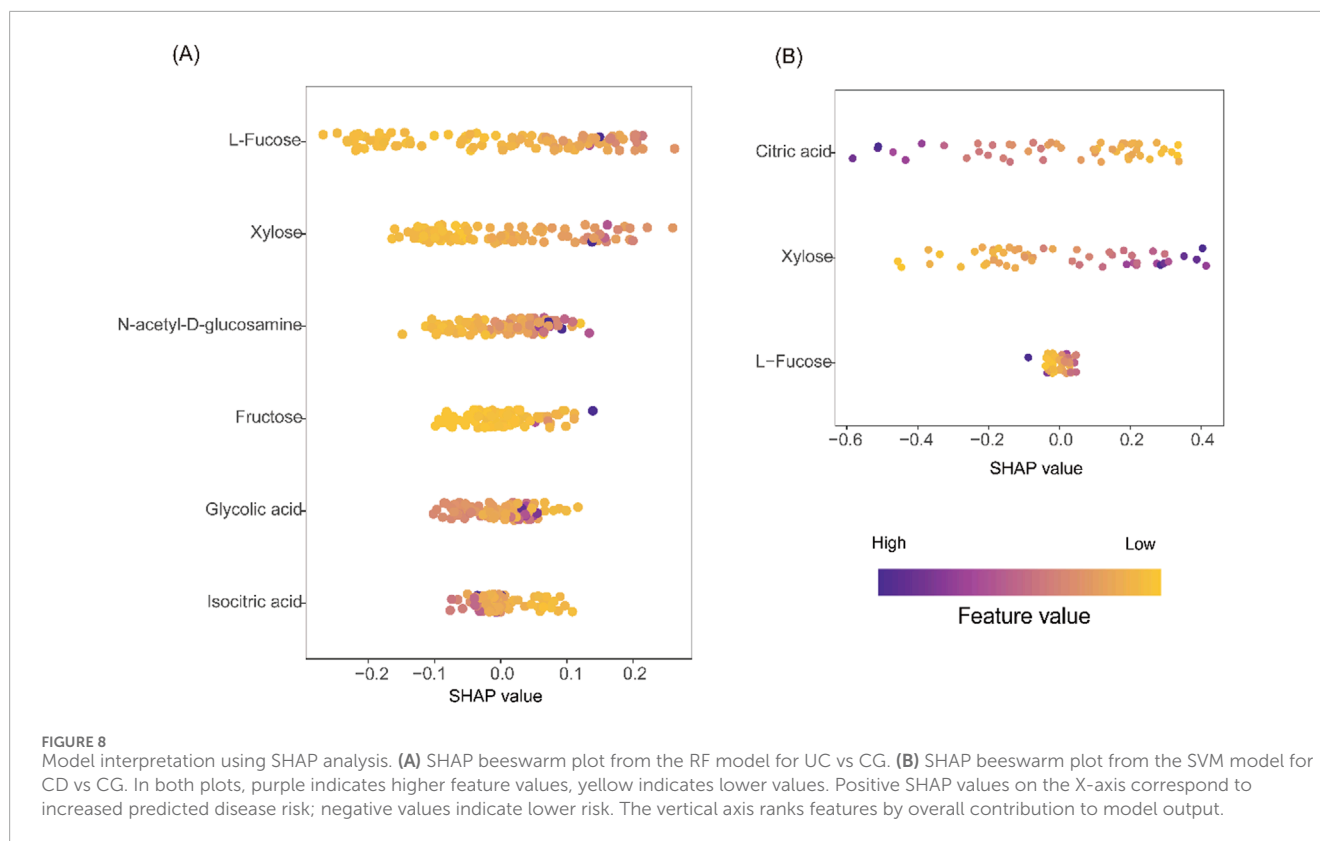 (A)
L-Fucose
Xylose
N-acetyl-D-glucosamine
Fructose
Glycolic acid
Isocitric acid
−0.2 −0.1 0.0 0.1 0.2
SHAP value
(B)
Citric acid
Xylose
L−Fucose
−0.6 −0.4 −0.2 0.0 0.2 0.4
SHAP value
High Low
Feature value
FIGURE 8
Model interpretation using SHAP analysis. (A) SHAP beeswarm plot from the RF model for UC vs CG. (B) SHAP beeswarm plot from the SVM model for
CD vs CG. In both plots, purple indicates higher feature values, yellow indicates lower values. Positive SHAP values on the X-axis correspond to
increased predicted disease risk; negative values indicate lower risk. The vertical axis ranks features by overall contribution to model output.